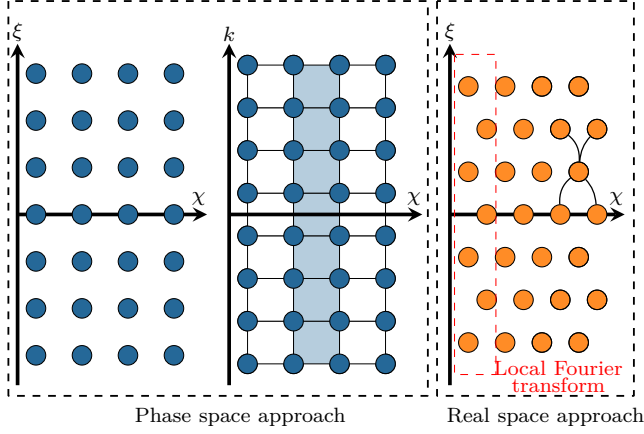 ξ
k
ξ
χ
χ
χ
Local Fourier
transform
Phase space approach
Real space approach